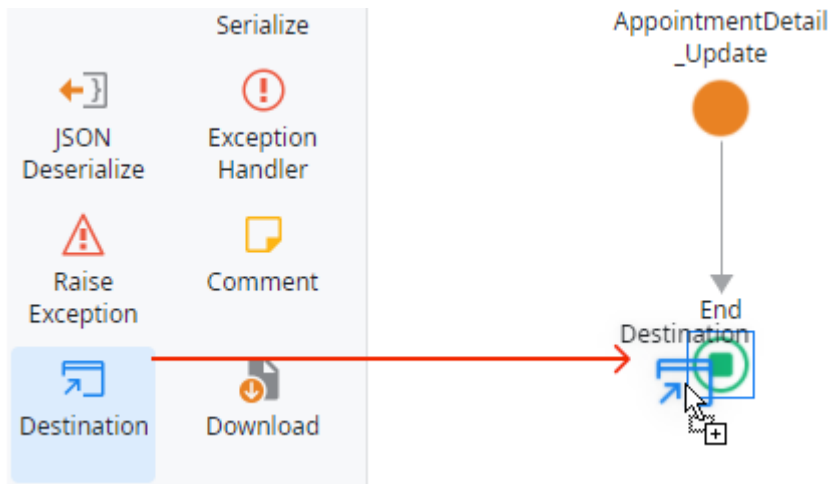 Serialize
JSON
Deserialize
Exception
Handler
Raise
Exception
Comment
Destination
Download
AppointmentDetail
_Update
End
Destination